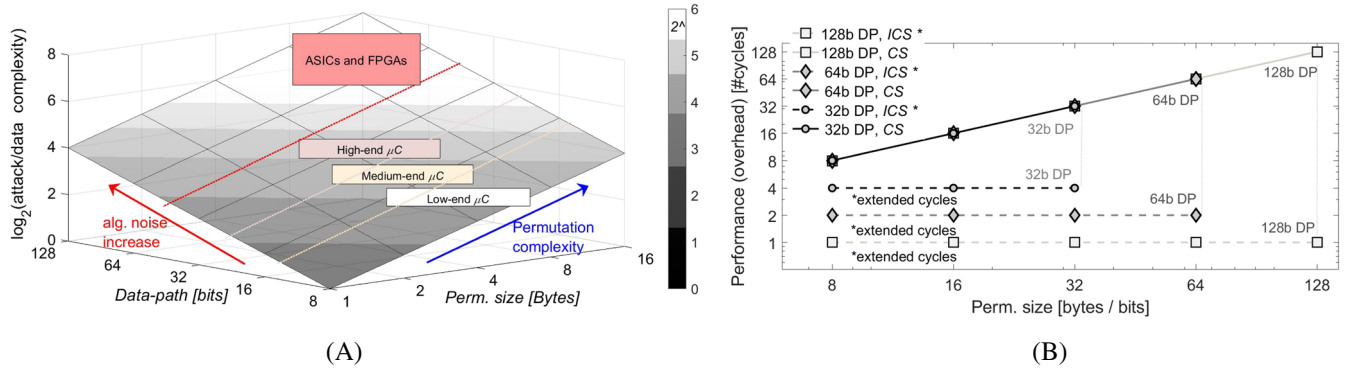 log2(attack/data complexity)
8
6
4
2
0
128
64
32
16
8
Data-path [bits]
1
2
4
8
16
Perm. size [Bytes]
ASICs and FPGAs
High-end μC
Medium-end μC
Low-end μC
alg. noise
increase
Permutation
complexity
6
2^
5
4
3
2
1
0
(A)
Performance (overhead) [#cycles]
128
64
32
16
8
4
2
1
128b DP, ICS *
128b DP, CS
64b DP, ICS *
64b DP, CS
32b DP, ICS *
32b DP, CS
128b DP
64b DP
32b DP
32b DP
*extended cycles
64b DP
*extended cycles
128b DP
*extended cycles
8
16
32
64
128
Perm. size [bytes / bits]
(B)